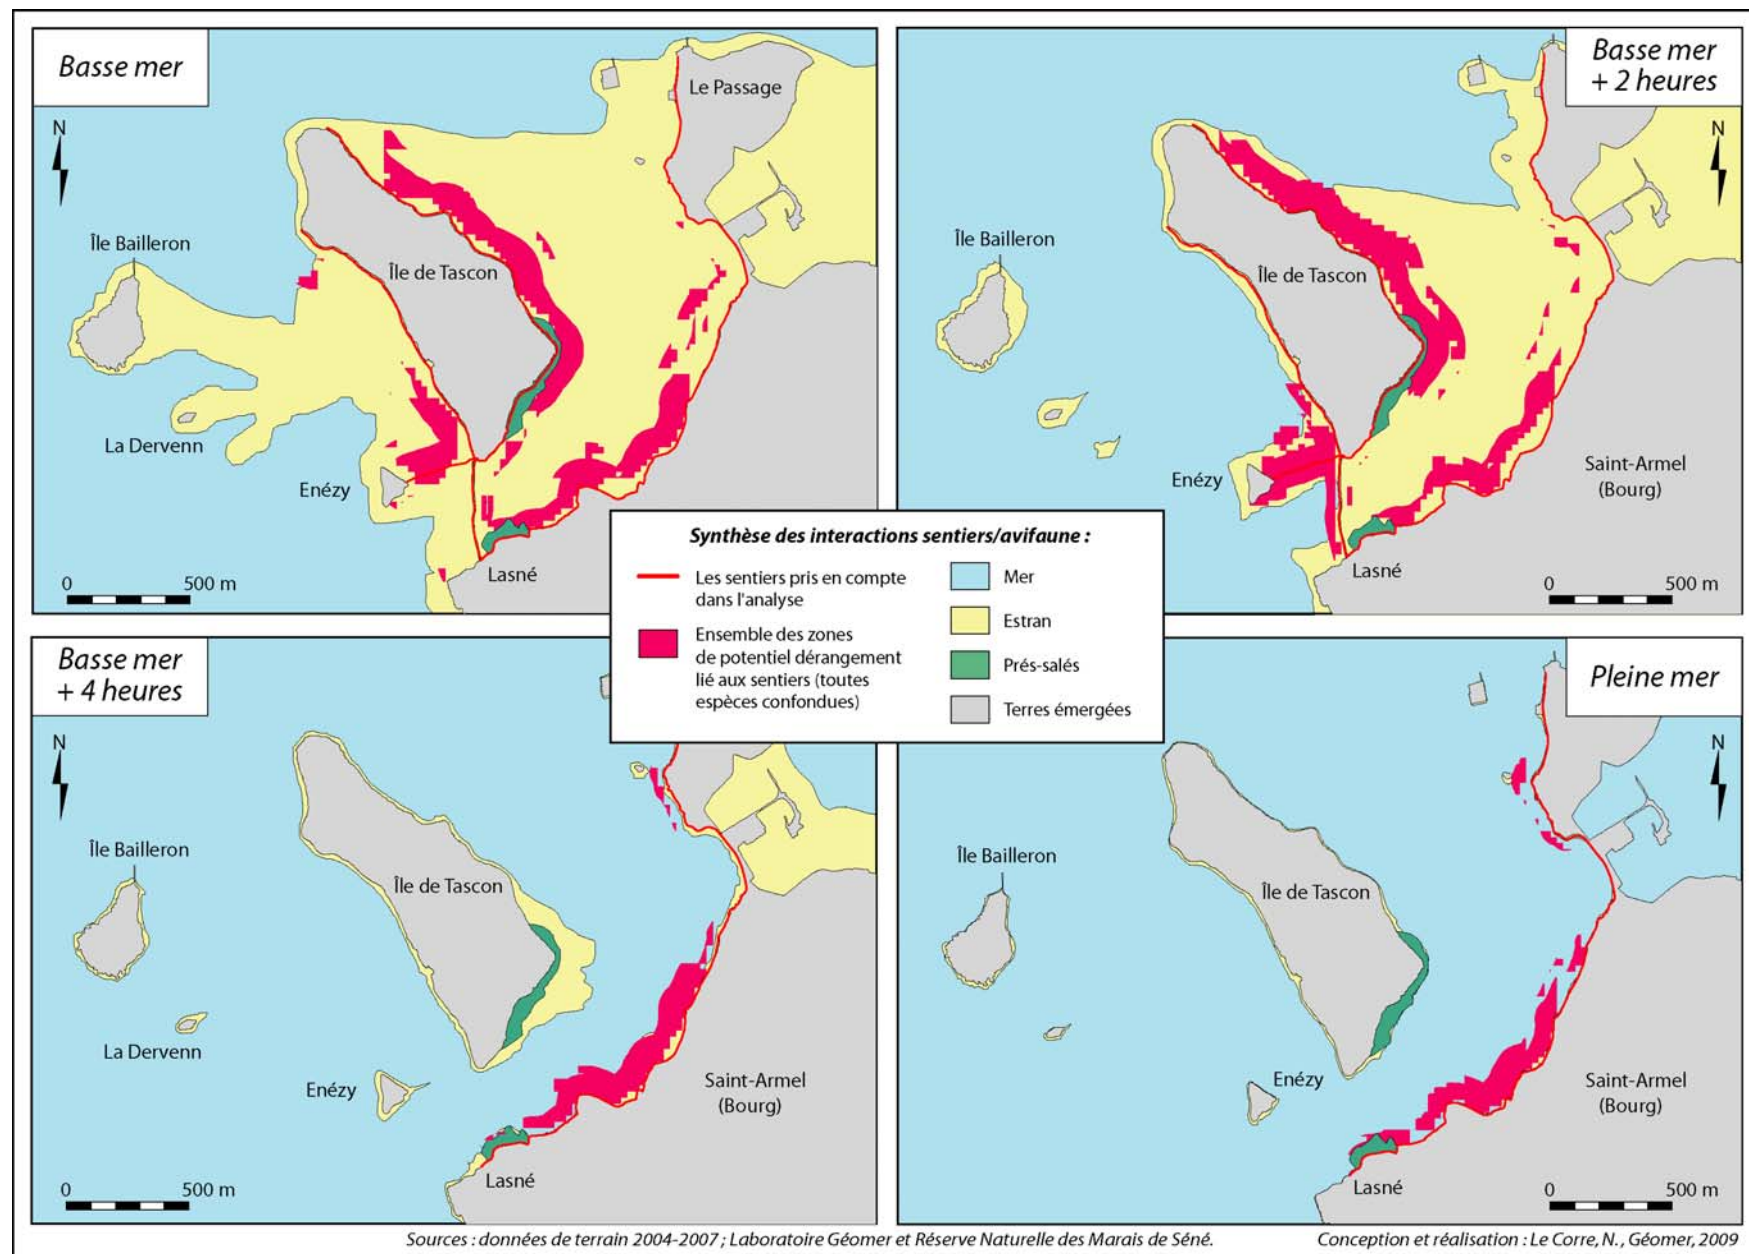 Basse mer
N
Le Passage
Île Bailleron
Île de Tascon
La Dervenn
Enézy
Lasné
0 500 m
Basse mer
+ 2 heures
N
Île Bailleron
Île de Tascon
Enézy
Saint-Armel
(Bourg)
Lasné
0 500 m
Synthèse des interactions sentiers/avifaune :
Les sentiers pris en compte
dans l'analyse
Ensemble des zones
de potentiel dérangement
lié aux sentiers (toutes
espèces confondues)
Mer
Estran
Prés-salés
Terres émergées
Basse mer
+ 4 heures
N
Île Bailleron
Île de Tascon
La Dervenn
Enézy
Saint-Armel
(Bourg)
Lasné
0 500 m
Pleine mer
N
Île Bailleron
Île de Tascon
Enézy
Saint-Armel
(Bourg)
Lasné
0 500 m
Sources : données de terrain 2004-2007 ; Laboratoire Géomer et Réserve Naturelle des Marais de Séné.
Conception et réalisation : Le Corre, N., Géomer, 2009